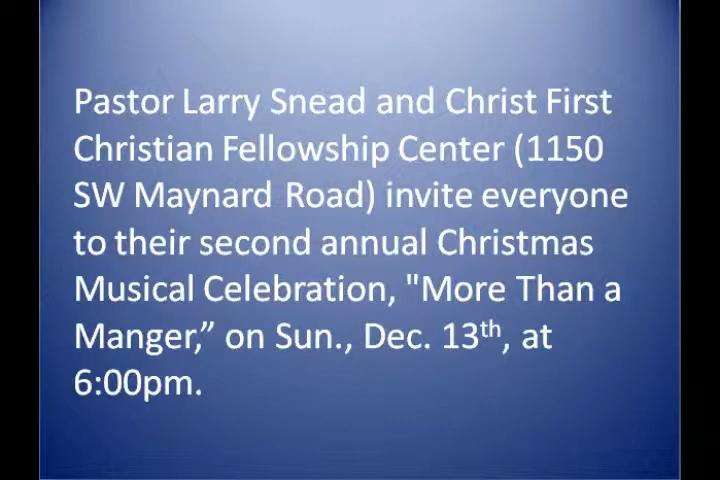 Pastor Larry Snead and Christ First
Christian Fellowship Center (1150
SW Maynard Road) invite everyone
to their second annual Christmas
Musical Celebration, "More Than a
Manger,” on Sun., Dec. 13th, at
6:00pm.